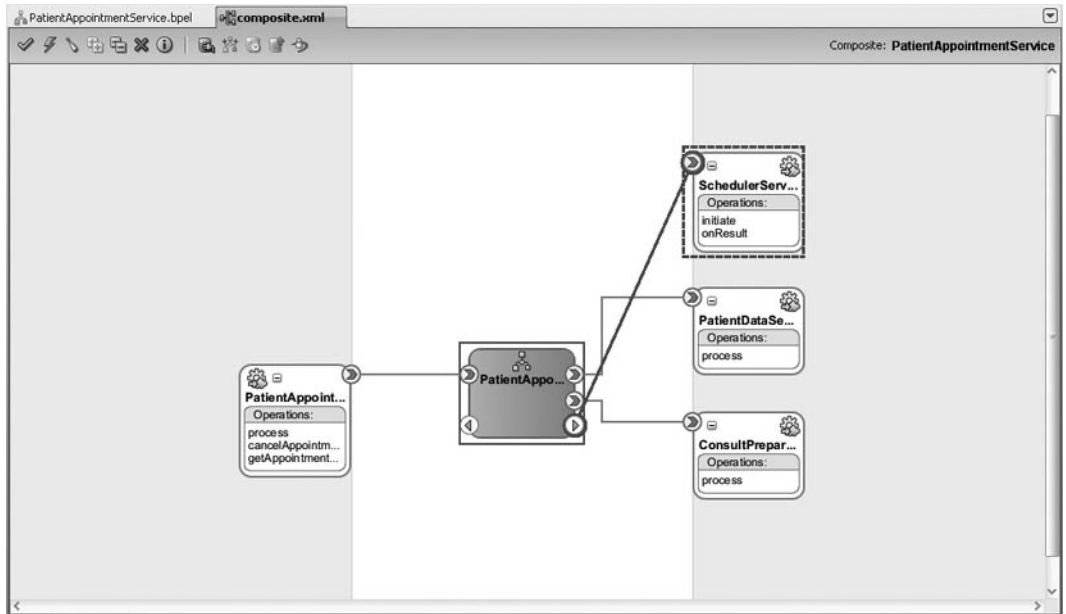 PatientAppointmentService.bpel
composite.xml
Composite: PatientAppointmentService
SchedulerServ...
Operations:
initiate
onResult
PatientDataSe...
Operations:
process
PatientAppo...
PatientAppoint...
Operations:
process
cancelAppointm...
getAppointment...
ConsultPrepar...
Operations:
process